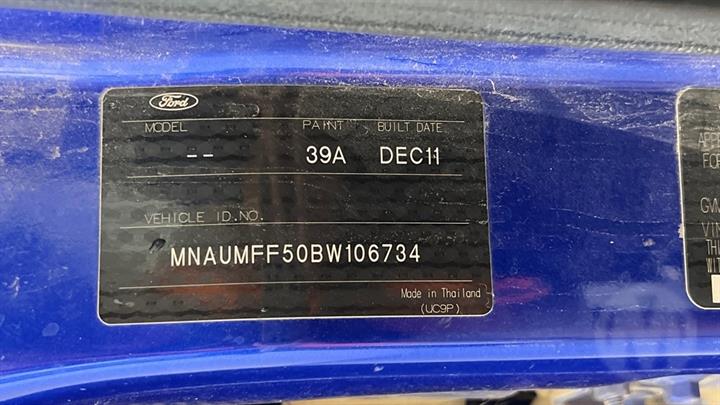 Ford
MODEL PAINT BUILT DATE
-- 39A DEC11
VEHICLE ID.NO.
MNAUMFF50BW106734
Made in Thailand
(UC9P)